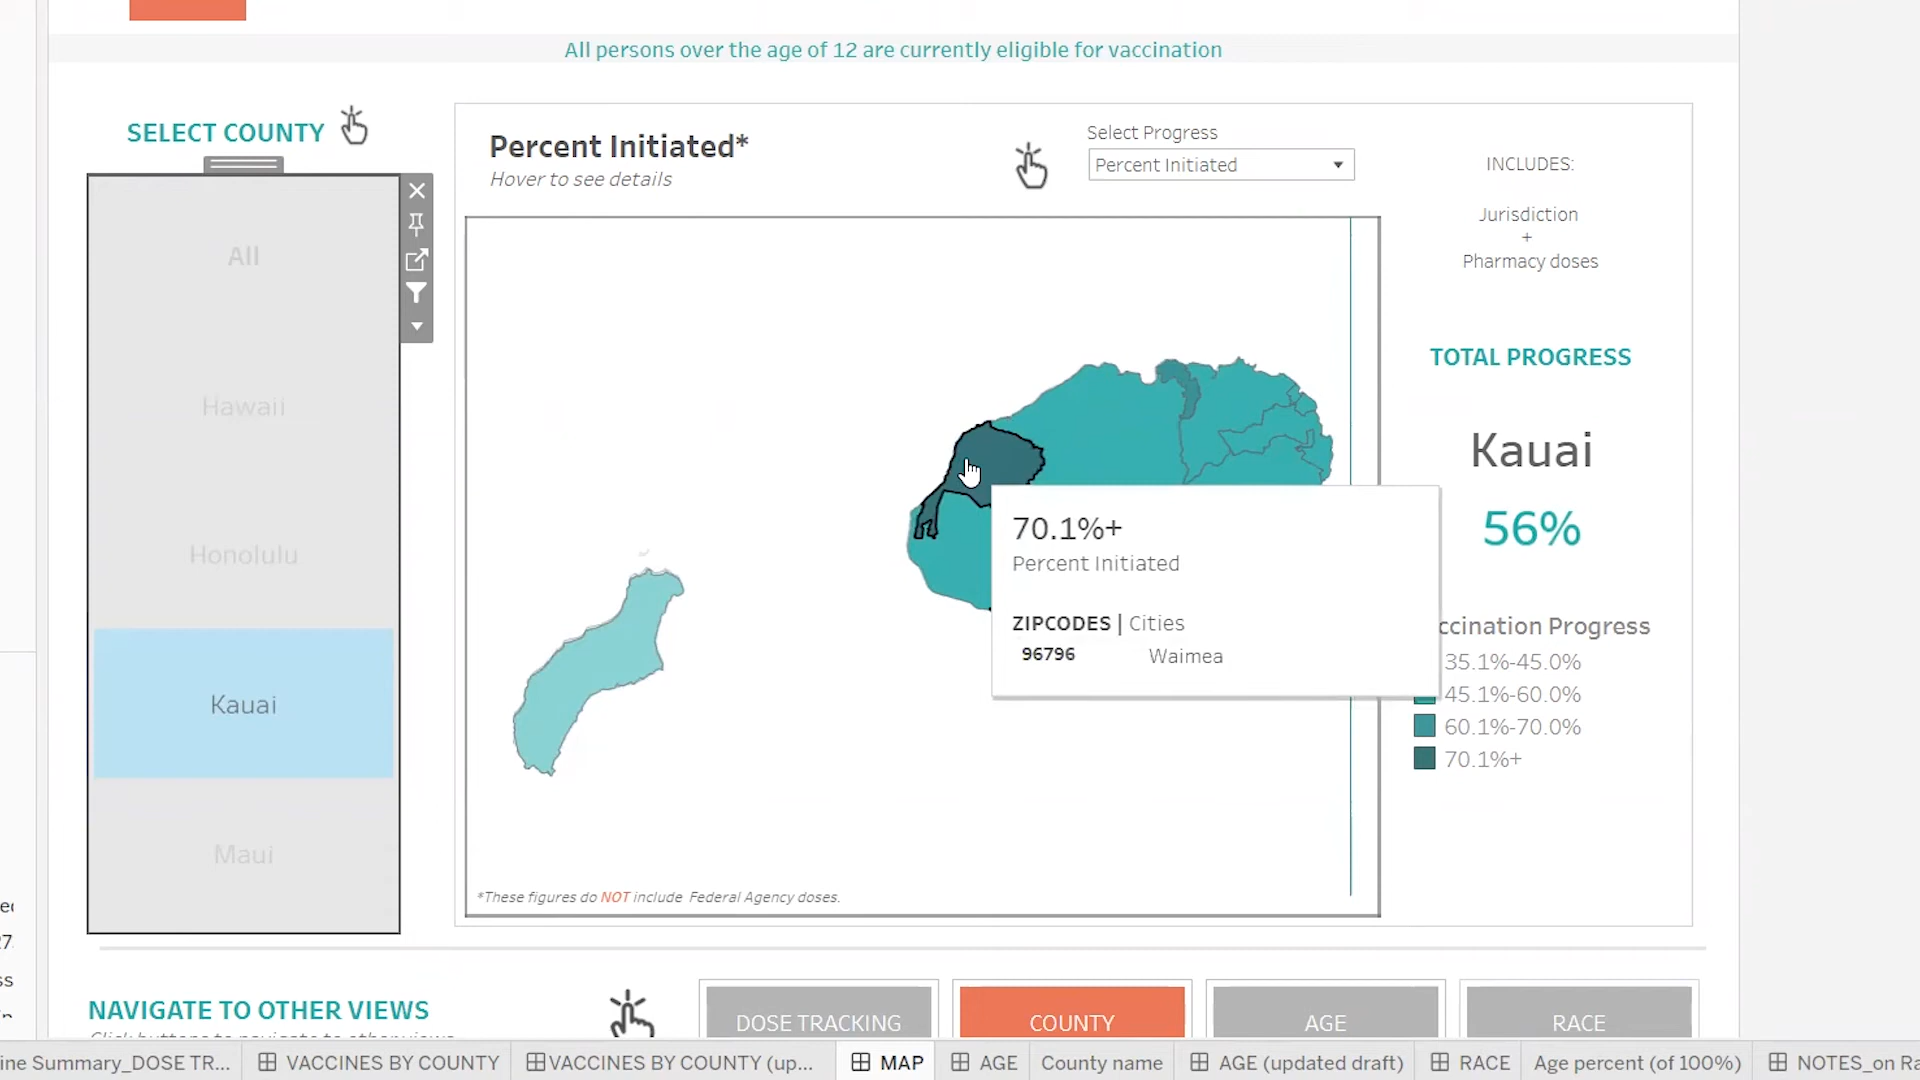 All persons over the age of 12 are currently eligible for vaccination
SELECT COUNTY
All
Hawaii
Honolulu
Kauai
Maui
Percent Initiated*
Hover to see details
Select Progress
Percent Initiated
70.1%+
Percent Initiated
ZIPCODES | Cities
96796 Waimea
*These figures do NOT include Federal Agency doses.
INCLUDES:
Jurisdiction
+
Pharmacy doses
TOTAL PROGRESS
Kauai
56%
ccination Progress
35.1%-45.0%
45.1%-60.0%
60.1%-70.0%
70.1%+
NAVIGATE TO OTHER VIEWS
DOSE TRACKING
COUNTY
AGE
RACE
ine Summary_DOSE TR...
VACCINES BY COUNTY
VACCINES BY COUNTY (up...
MAP
AGE
County name
AGE (updated draft)
RACE
Age percent (of 100%)
NOTES_on Ra